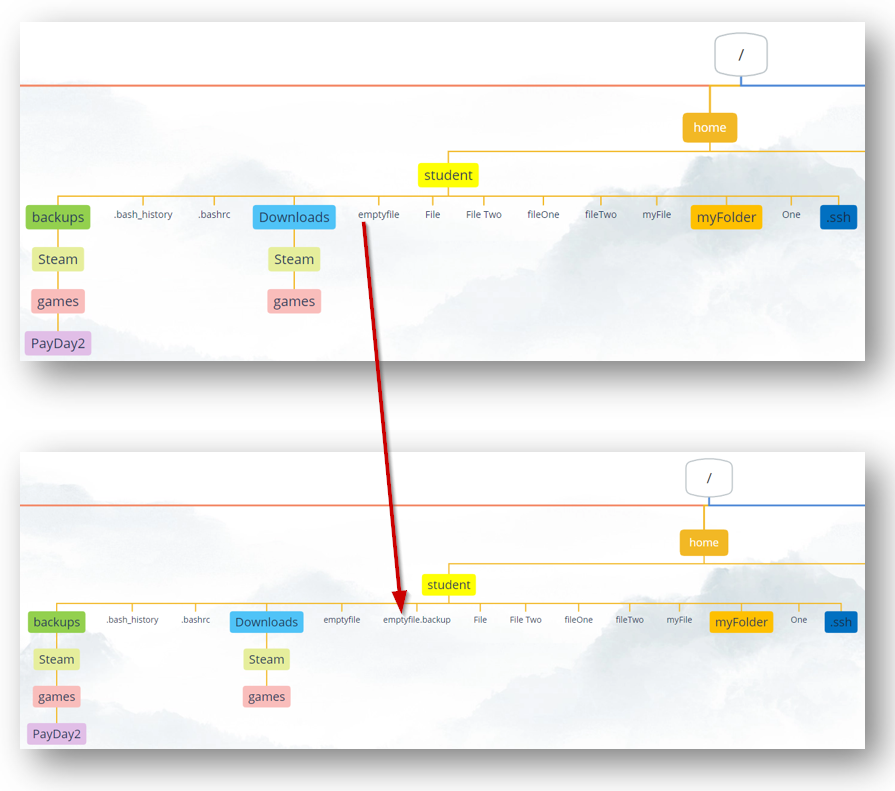 /
home
student
backups .bash_history .bashrc Downloads emptyfile File File Two fileOne fileTwo myFile myFolder One .ssh
Steam Steam
games games
PayDay2
/
home
student
backups .bash_history .bashrc Downloads emptyfile emptyfile.backup File File Two fileOne fileTwo myFile myFolder One .ssh
Steam Steam
games games
PayDay2